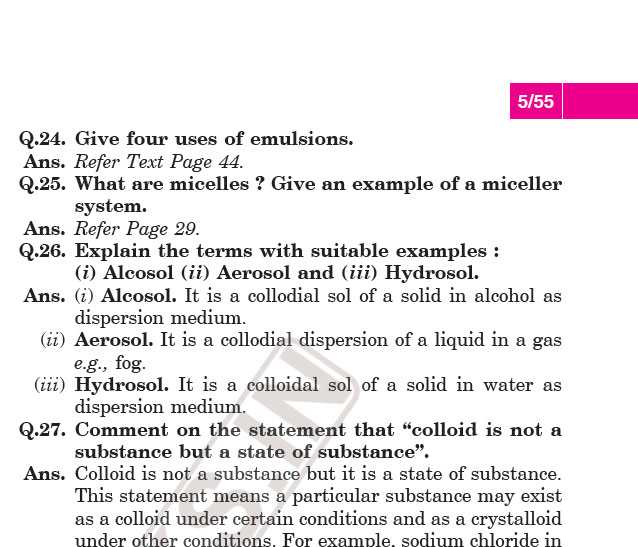 5/55
Q.24. Give four uses of emulsions.
Ans. Refer Text Page 44.
Q.25. What are micelles ? Give an example of a miceller
system.
Ans. Refer Page 29.
Q.26. Explain the terms with suitable examples :
(i) Alcosol (ii) Aerosol and (iii) Hydrosol.
Ans. (i) Alcosol. It is a collodial sol of a solid in alcohol as
dispersion medium.
(ii) Aerosol. It is a collodial dispersion of a liquid in a gas
e.g., fog.
(iii) Hydrosol. It is a colloidal sol of a solid in water as
dispersion medium.
Q.27. Comment on the statement that “colloid is not a
substance but a state of substance”.
Ans. Colloid is not a substance but it is a state of substance.
This statement means a particular substance may exist
as a colloid under certain conditions and as a crystalloid
under other conditions. For example, sodium chloride in
S.IN